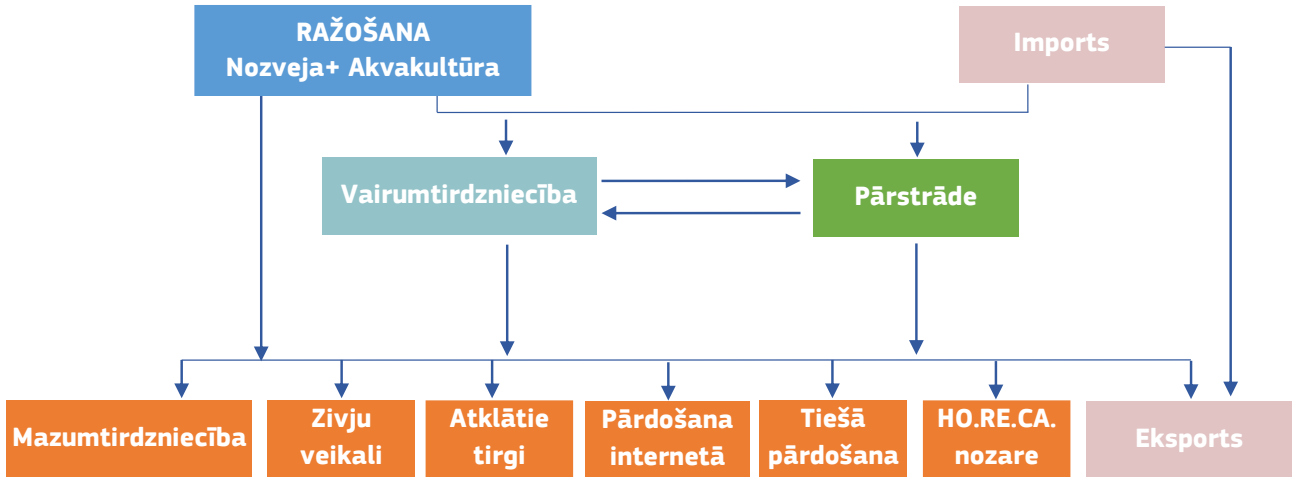 RAŽOŠANA
Nozveja+ Akvakultūra
Imports
Vairumtirdzniecība
Pārstrāde
Mazumtirdzniecība
Zivju
veikali
Atklātie
tirgi
Pārdošana
internetā
Tiešā
pārdošana
HO.RE.CA.
nozare
Eksports